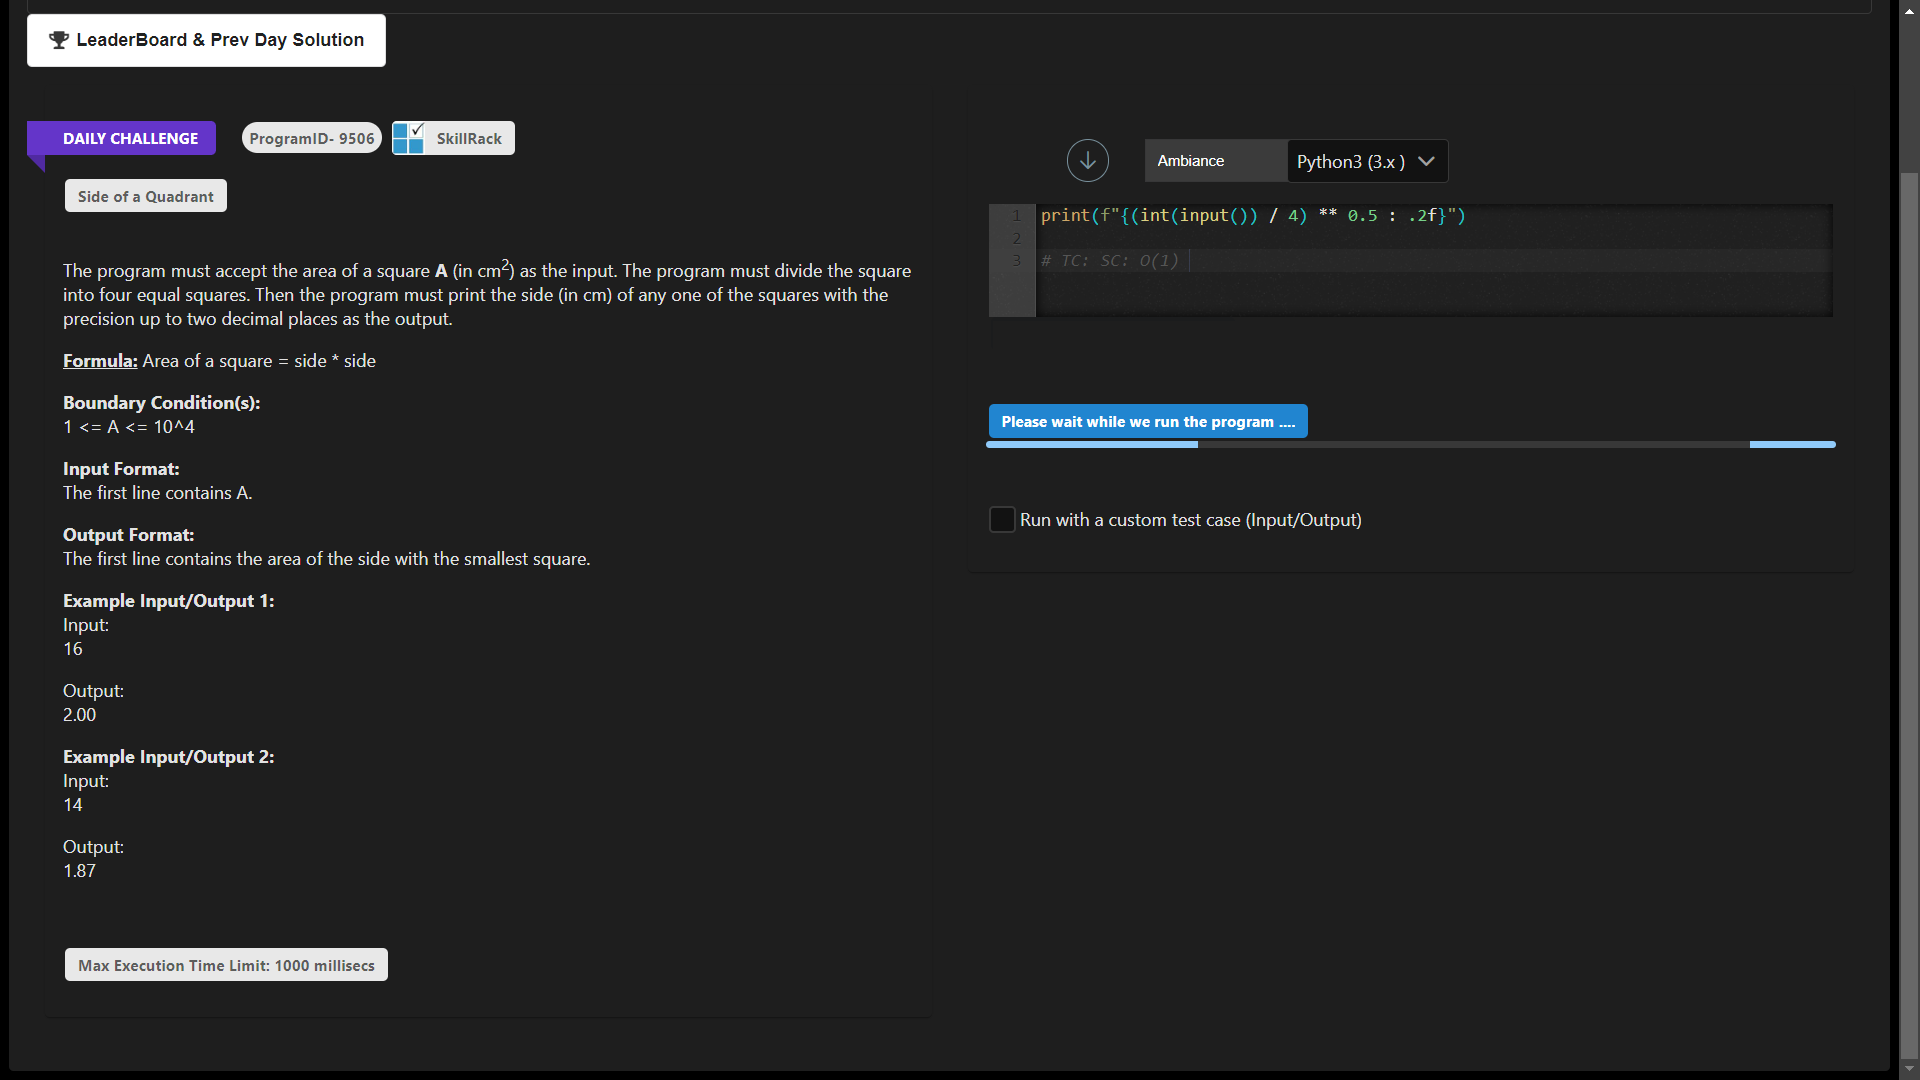 LeaderBoard & Prev Day Solution
DAILY CHALLENGE
ProgramID- 9506
SkillRack
Side of a Quadrant
The program must accept the area of a square A (in cm²) as the input. The program must divide the square
into four equal squares. Then the program must print the side (in cm) of any one of the squares with the
precision up to two decimal places as the output.
Formula: Area of a square = side * side
Boundary Condition(s):
1 <= A <= 10^4
Input Format:
The first line contains A.
Output Format:
The first line contains the area of the side with the smallest square.
Example Input/Output 1:
Input:
16
Output:
2.00
Example Input/Output 2:
Input:
14
Output:
1.87
Max Execution Time Limit: 1000 millisecs
Ambiance
Python3 (3.x )
1 print(f"{(int(input()) / 4) ** 0.5 : .2f}")
2
3 # TC: SC: O(1)
Please wait while we run the program ....
Run with a custom test case (Input/Output)